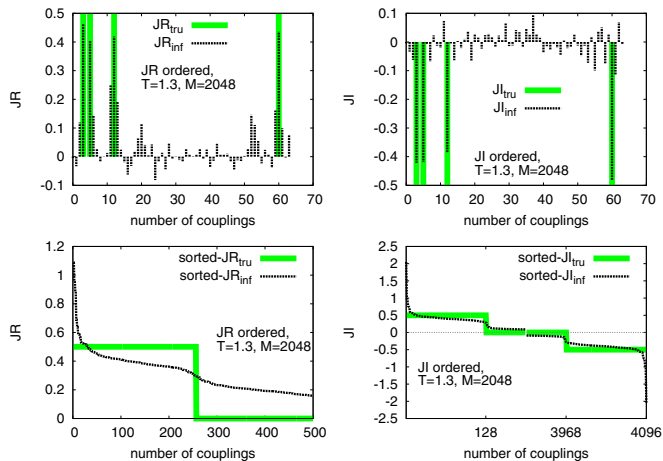 0.5
0.4
0.3
0.2
0.1
0
-0.1
JR
JR_tru
JR_inf
JR ordered,
T=1.3, M=2048
0 10 20 30 40 50 60 70
number of couplings
0.1
0
-0.1
-0.2
-0.3
-0.4
-0.5
JI
JI_tru
JI_inf
JI ordered,
T=1.3, M=2048
0 10 20 30 40 50 60 70
number of couplings
1.2
1
0.8
0.6
0.4
0.2
0
JR
sorted-JR_tru
sorted-JR_inf
JR ordered,
T=1.3, M=2048
0 100 200 300 400 500
number of couplings
2.5
2
1.5
1
0.5
0
-0.5
-1
-1.5
-2
-2.5
JI
sorted-JI_tru
sorted-JI_inf
JI ordered,
T=1.3, M=2048
128 3968 4096
number of couplings